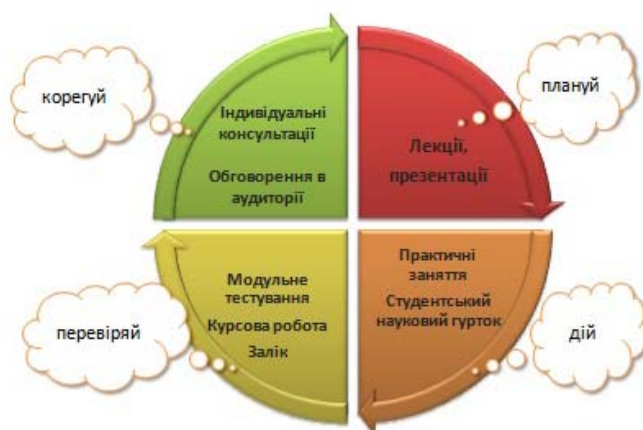 корегуй
Індивідуальні
консультації
Обговорення в
аудиторії
плануй
Лекції,
презентації
перевіряй
Модульне
тестування
Курсова робота
Залік
Практичні
заняття
Студентський
науковий гурток
дій